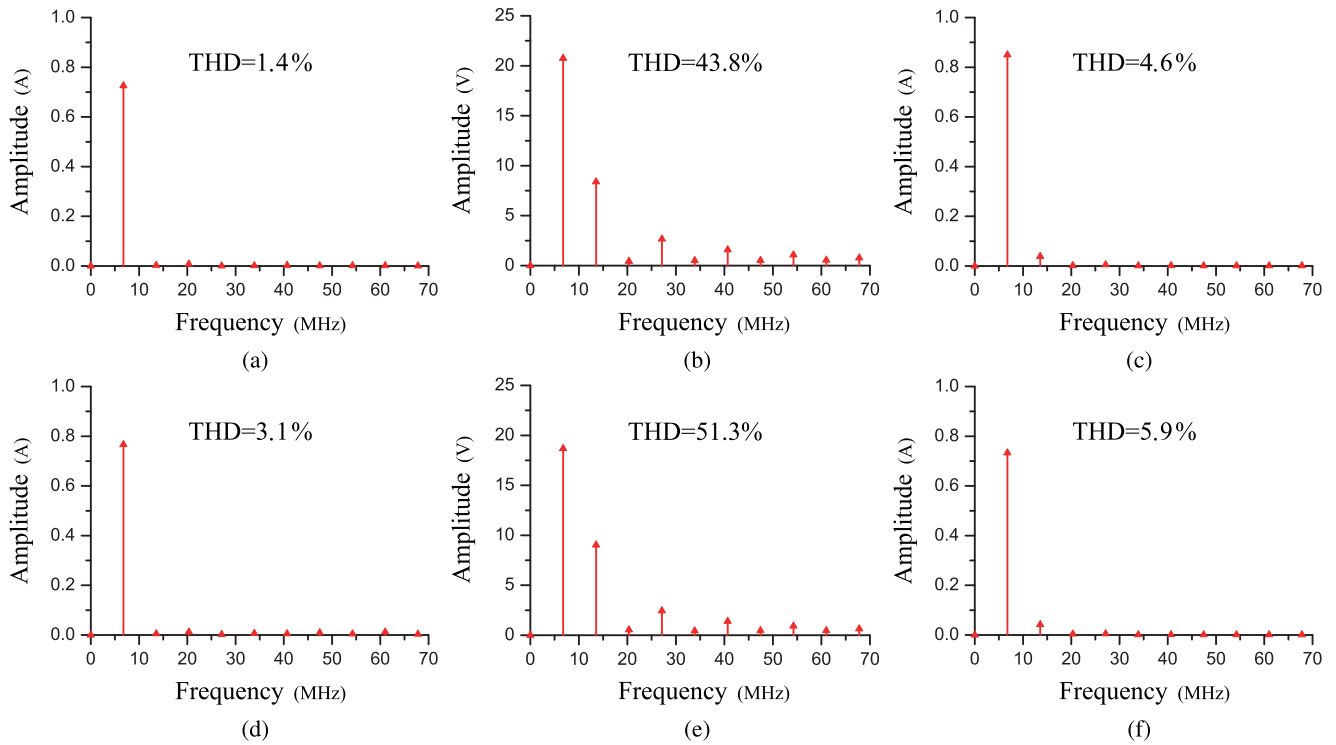 THD=1.4%
1.0
0.8
0.6
0.4
0.2
0.0
Amplitude (A)
0 10 20 30 40 50 60 70
Frequency (MHz)
(a)
THD=43.8%
25
20
15
10
5
0
Amplitude (V)
0 10 20 30 40 50 60 70
Frequency (MHz)
(b)
THD=4.6%
1.0
0.8
0.6
0.4
0.2
0.0
Amplitude (A)
0 10 20 30 40 50 60 70
Frequency (MHz)
(c)
THD=3.1%
1.0
0.8
0.6
0.4
0.2
0.0
Amplitude (A)
0 10 20 30 40 50 60 70
Frequency (MHz)
(d)
THD=51.3%
25
20
15
10
5
0
Amplitude (V)
0 10 20 30 40 50 60 70
Frequency (MHz)
(e)
THD=5.9%
1.0
0.8
0.6
0.4
0.2
0.0
Amplitude (A)
0 10 20 30 40 50 60 70
Frequency (MHz)
(f)